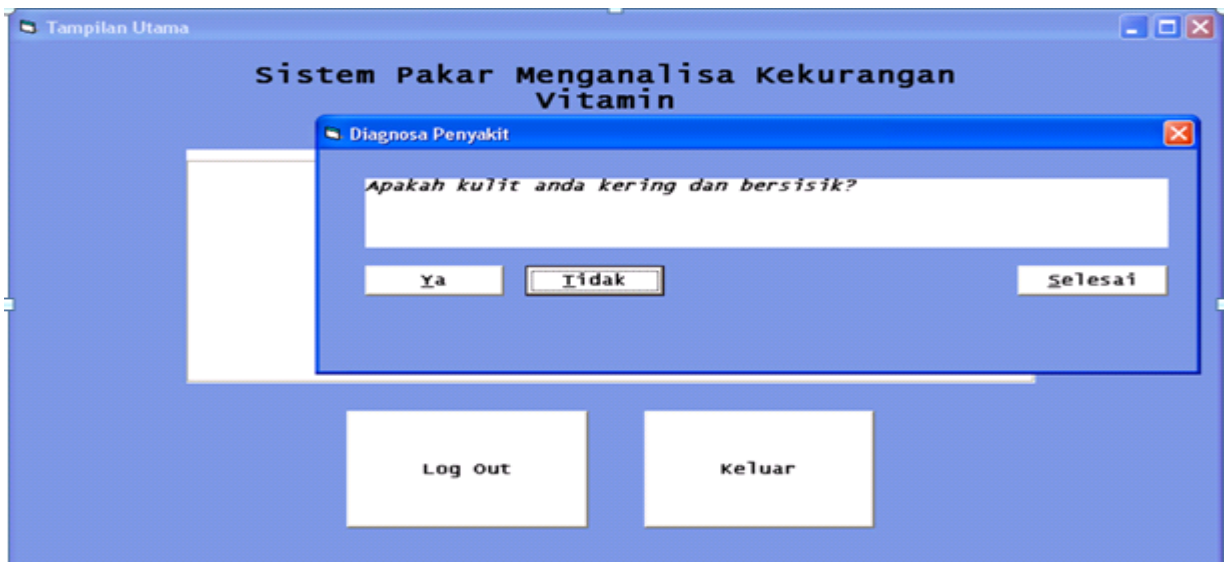 Tampilan Utama
Sistem Pakar Menganalisa Kekurangan
Vitamin
Diagnosa Penyakit
Apakah kulit anda kering dan bersisik?
Ya
Tidak
Selesai
Log Out
Keluar